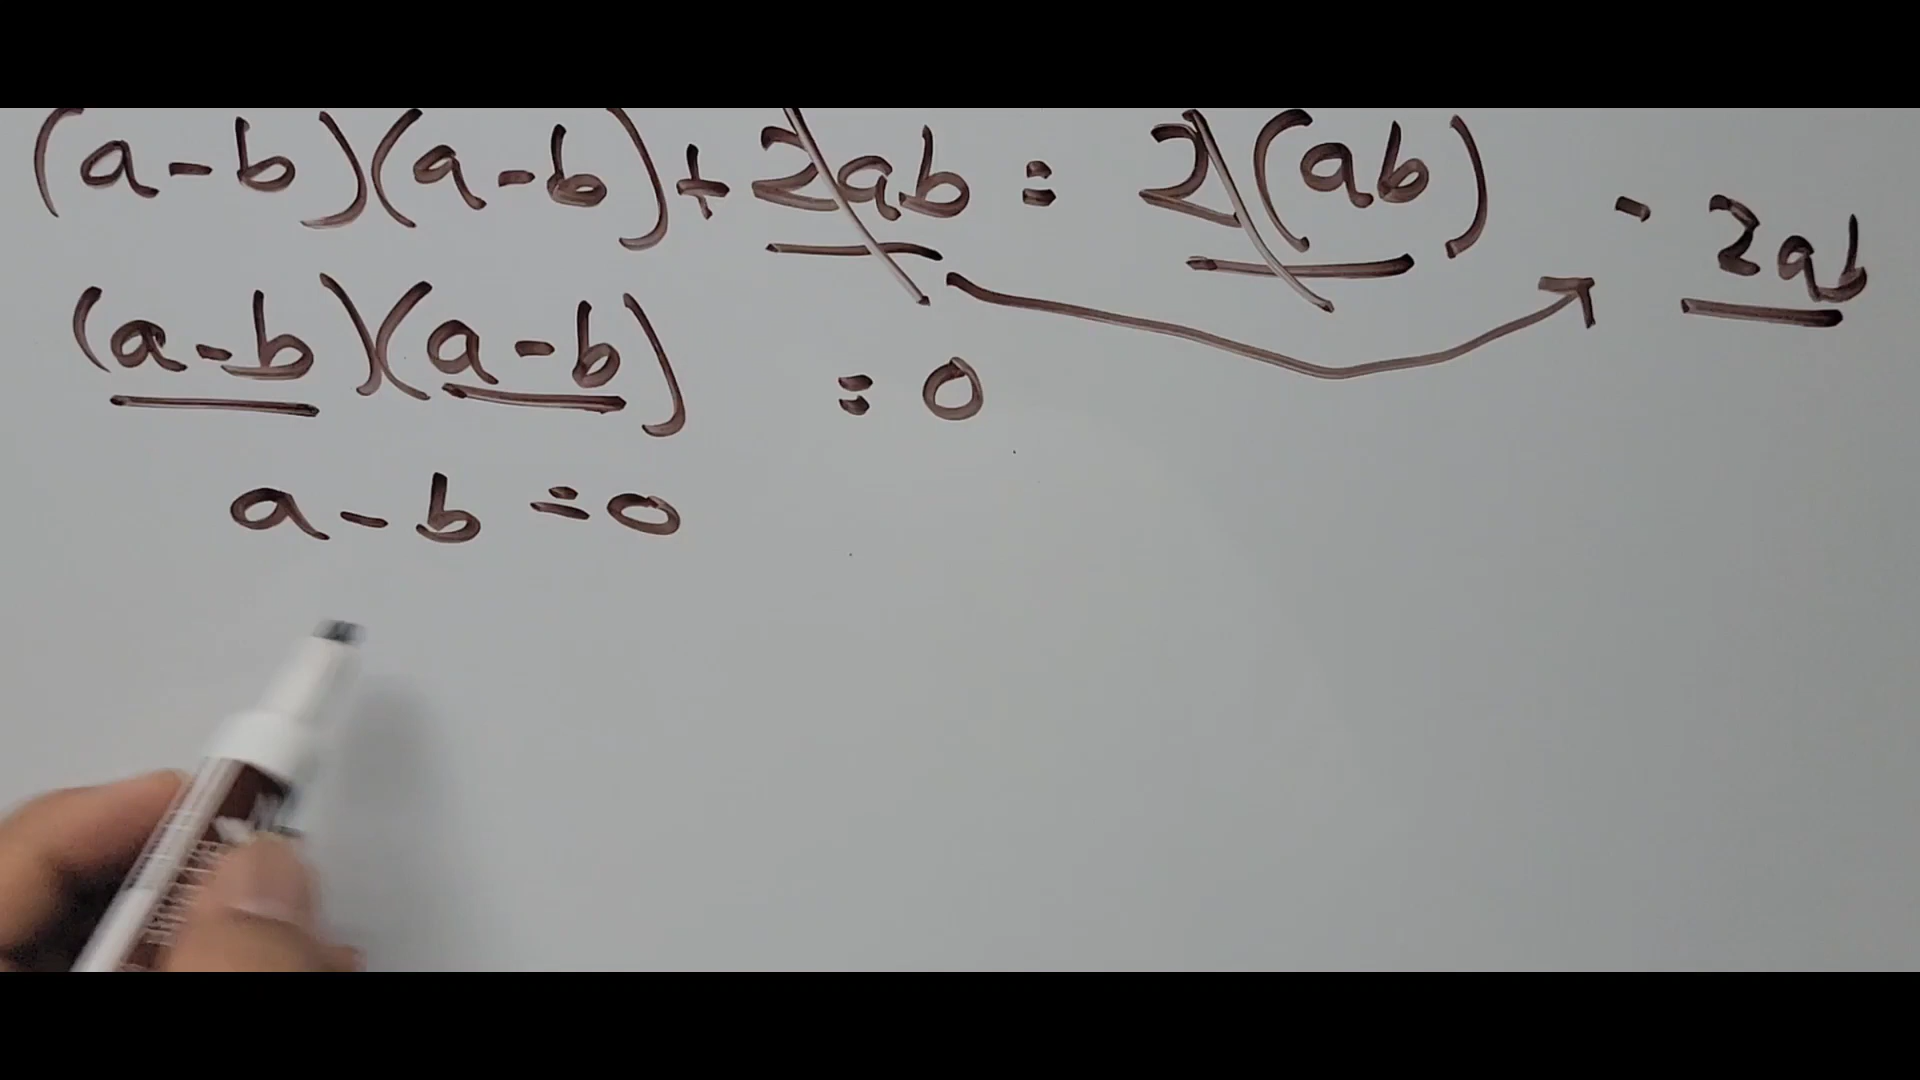 (a-b)(a-b)+2ab = 2(ab) - 2ab
(a-b)(a-b) = 0
a-b=0